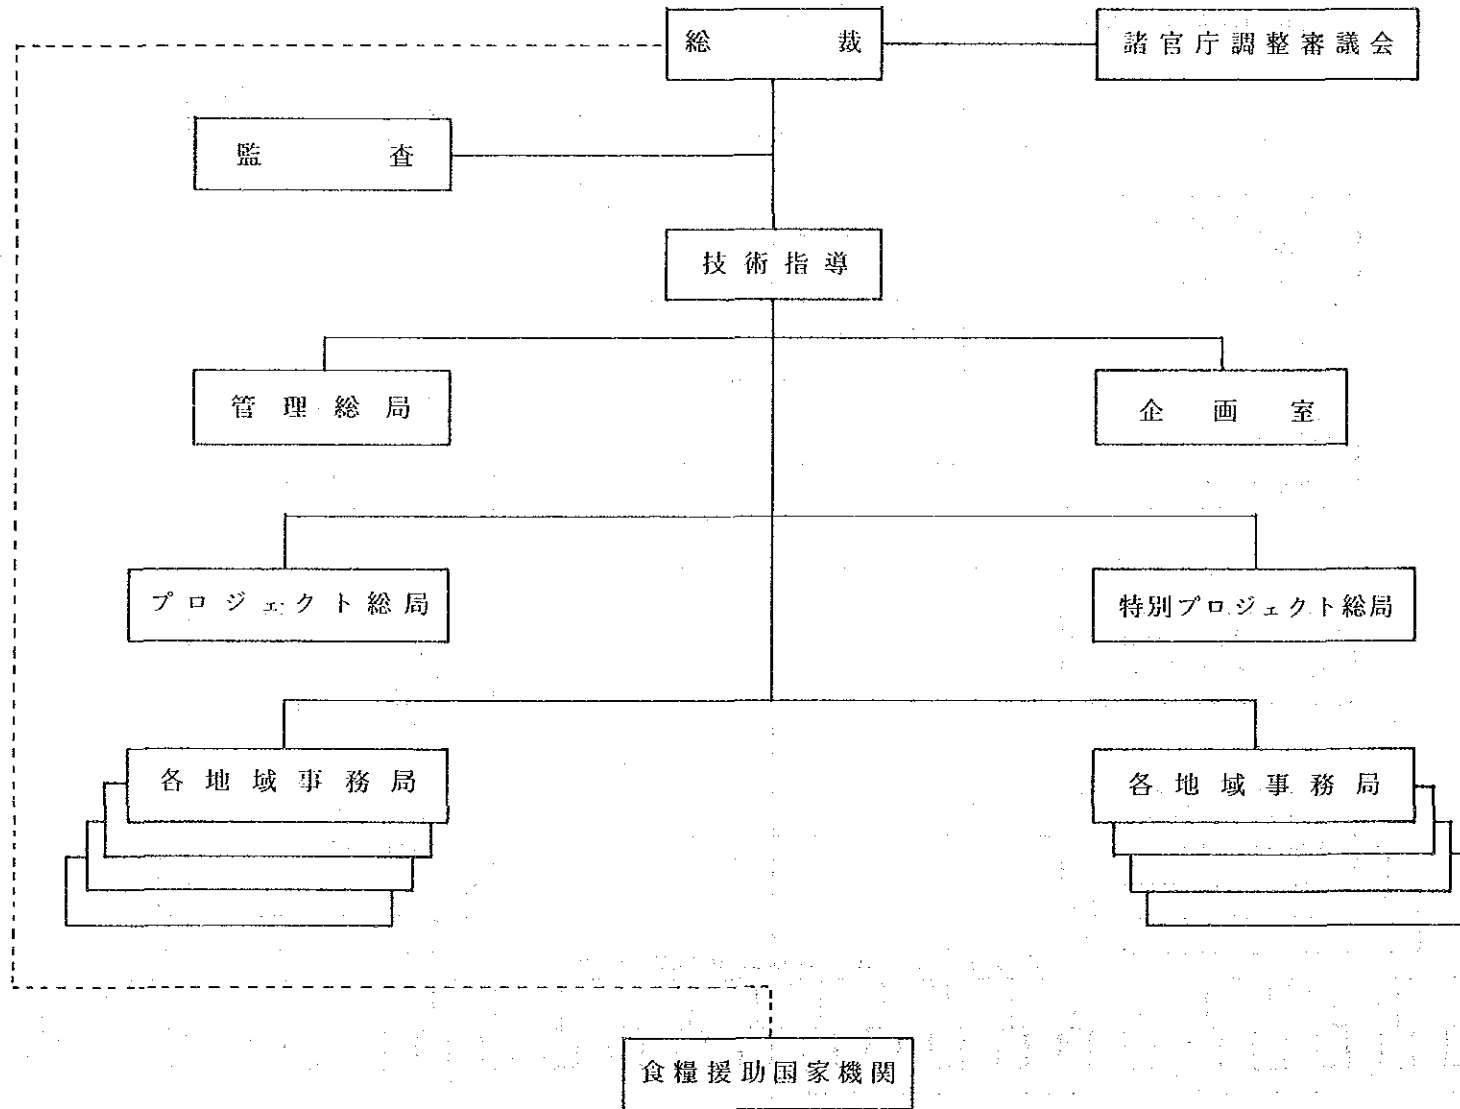 総裁
諸官庁調整審議会
監査
技術指導
管理総局
企画室
プロジェクト総局
特別プロジェクト総局
各地域事務局
各地域事務局
食糧援助国家機関